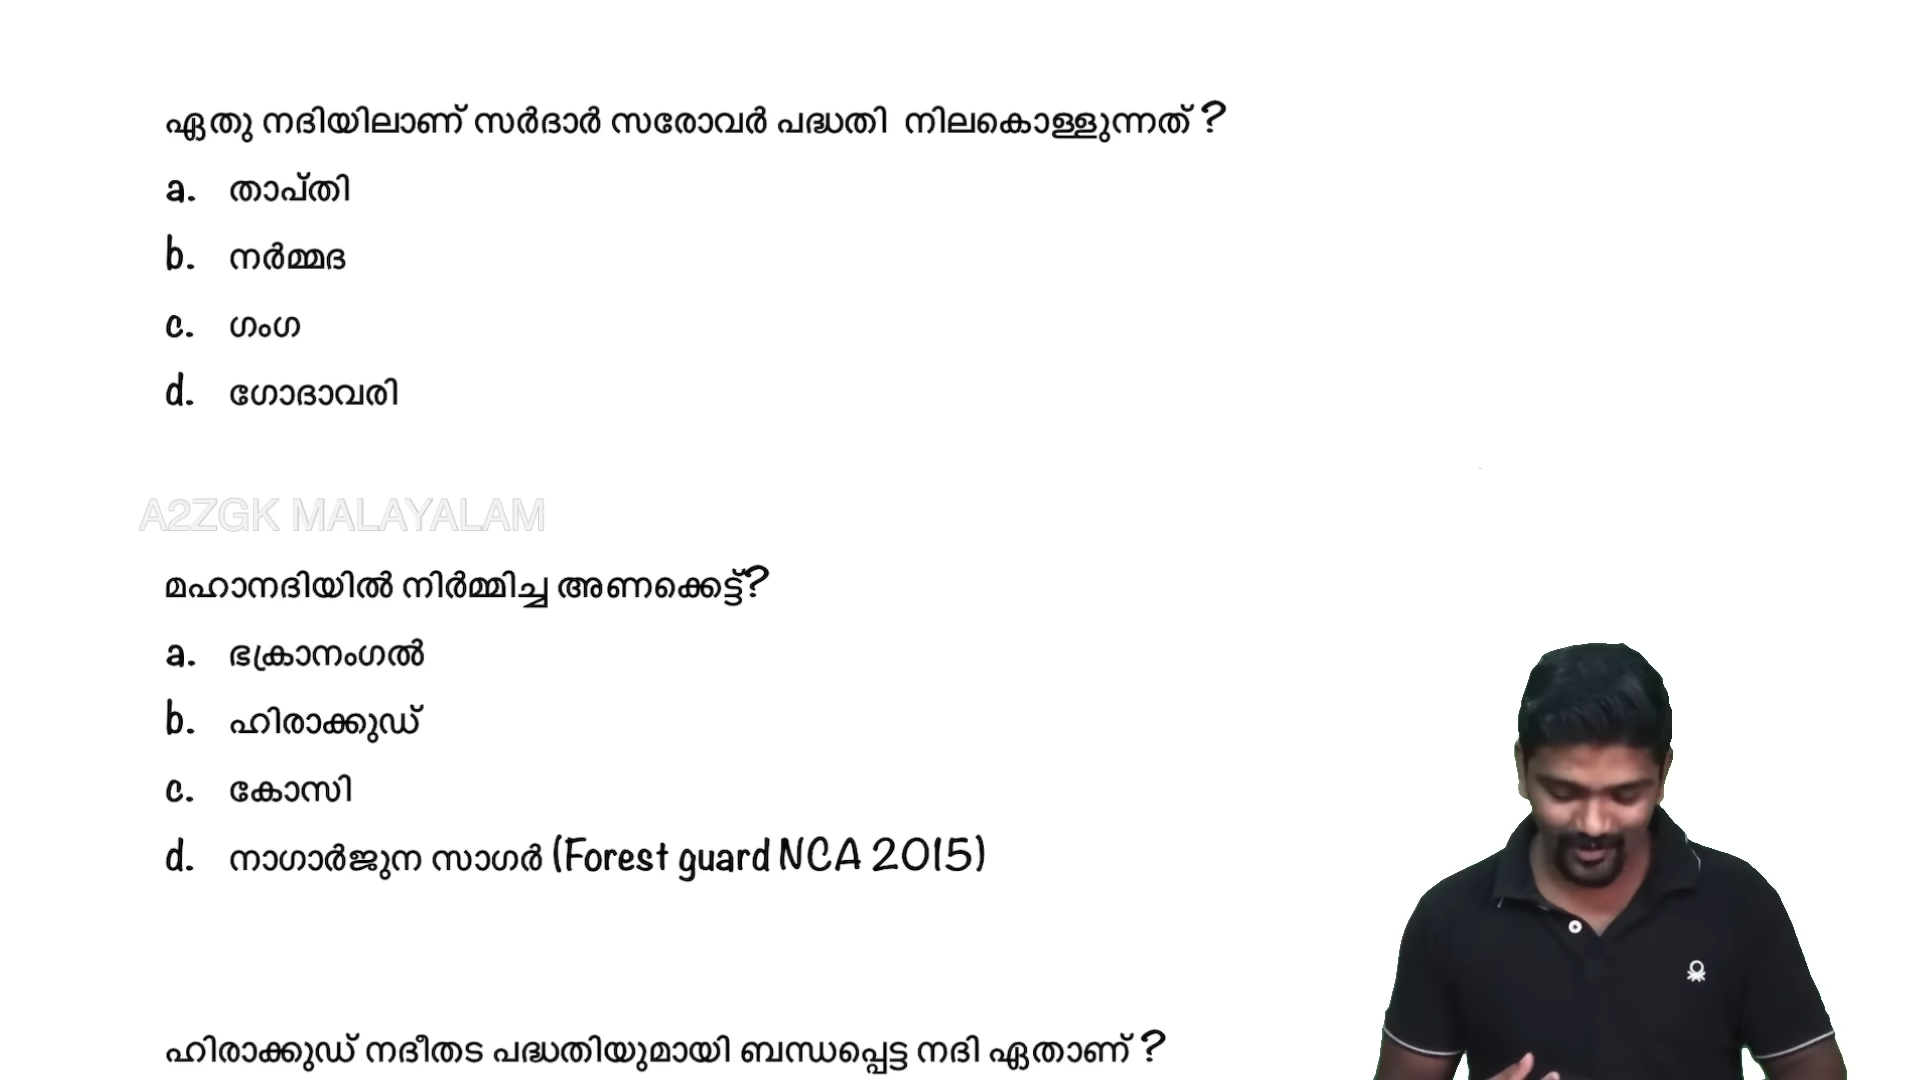 ഏതു നദിയിലാണ് സർദാർ സരോവർ പദ്ധതി നിലകൊള്ളുന്നത് ?
a. താപ്തി
b. നർമ്മദ
c. ഗംഗ
d. ഗോദാവരി
A2ZGK MALAYALAM
മഹാനദിയിൽ നിർമ്മിച്ച അണക്കെട്ട്?
a. ഭക്രാനംഗൽ
b. ഹിരാക്കുഡ്
c. കോസി
d. നാഗാർജുന സാഗർ (Forest guard NCA 2015)
ഹിരാക്കുഡ് നദീതട പദ്ധതിയുമായി ബന്ധപ്പെട്ട നദി ഏതാണ് ?